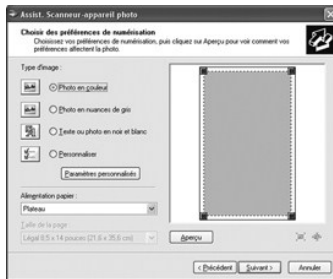 Assist. Scanneur-appareil photo
Choisir des préférences de numérisation
Choisissez vos préférences de numérisation, puis cliquez sur Aperçu pour voir comment vos
préférences affectent la photo.
Type d'image :
Photo en couleur
Photo en nuances de gris
Texte ou photo en noir et blanc
Personnaliser
Paramètres personnalisés
Alimentation papier :
Plateau
Taille de la page :
Légal 8,5 x 14 pouces (21,6 x 35,6 cm)
Aperçu
< Précédent
Suivant >
Annuler